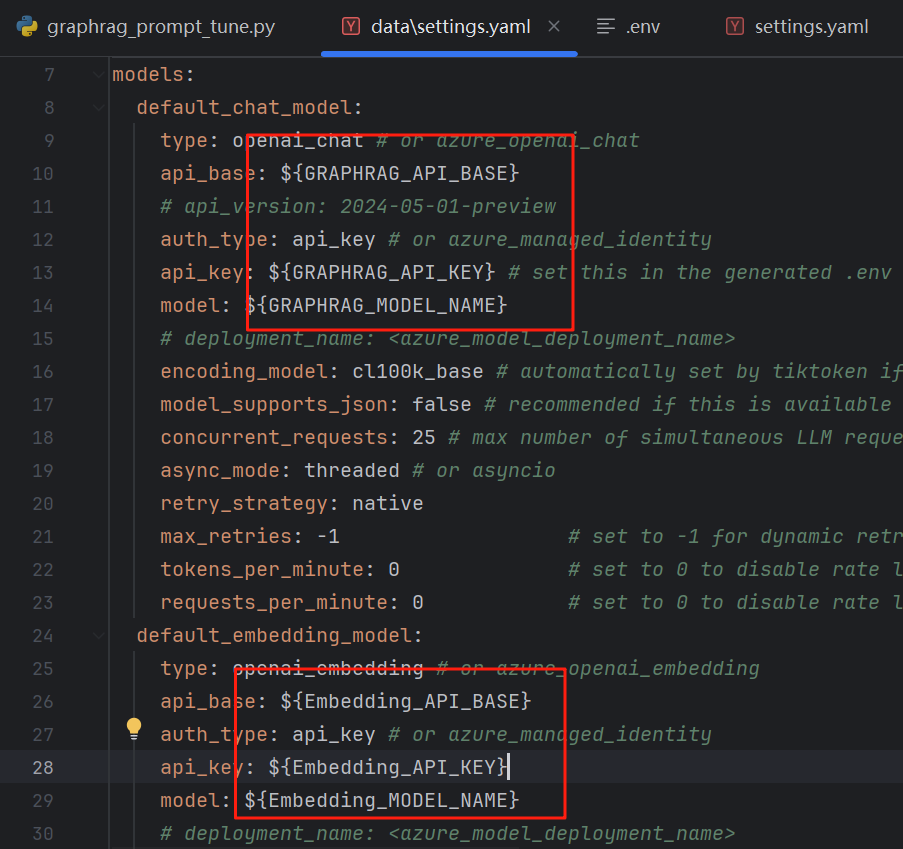 graphrag_prompt_tune.py data\settings.yaml .env settings.yaml
7 models:
8 default_chat_model:
9 type: openai_chat # or azure_openai_chat
10 api_base: ${GRAPHRAG_API_BASE}
11 # api_version: 2024-05-01-preview
12 auth_type: api_key # or azure_managed_identity
13 api_key: ${GRAPHRAG_API_KEY} # set this in the generated .env
14 model: ${GRAPHRAG_MODEL_NAME}
15 # deployment_name: <azure_model_deployment_name>
16 encoding_model: cl100k_base # automatically set by tiktoken if
17 model_supports_json: false # recommended if this is available
18 concurrent_requests: 25 # max number of simultaneous LLM reque
19 async_mode: threaded # or asyncio
20 retry_strategy: native
21 max_retries: -1 # set to -1 for dynamic retr
22 tokens_per_minute: 0 # set to 0 to disable rate l
23 requests_per_minute: 0 # set to 0 to disable rate l
24 default_embedding_model:
25 type: openai_embedding # or azure_openai_embedding
26 api_base: ${Embedding_API_BASE}
27 auth_type: api_key # or azure_managed_identity
28 api_key: ${Embedding_API_KEY}
29 model: ${Embedding_MODEL_NAME}
30 # deployment_name: <azure_model_deployment_name>